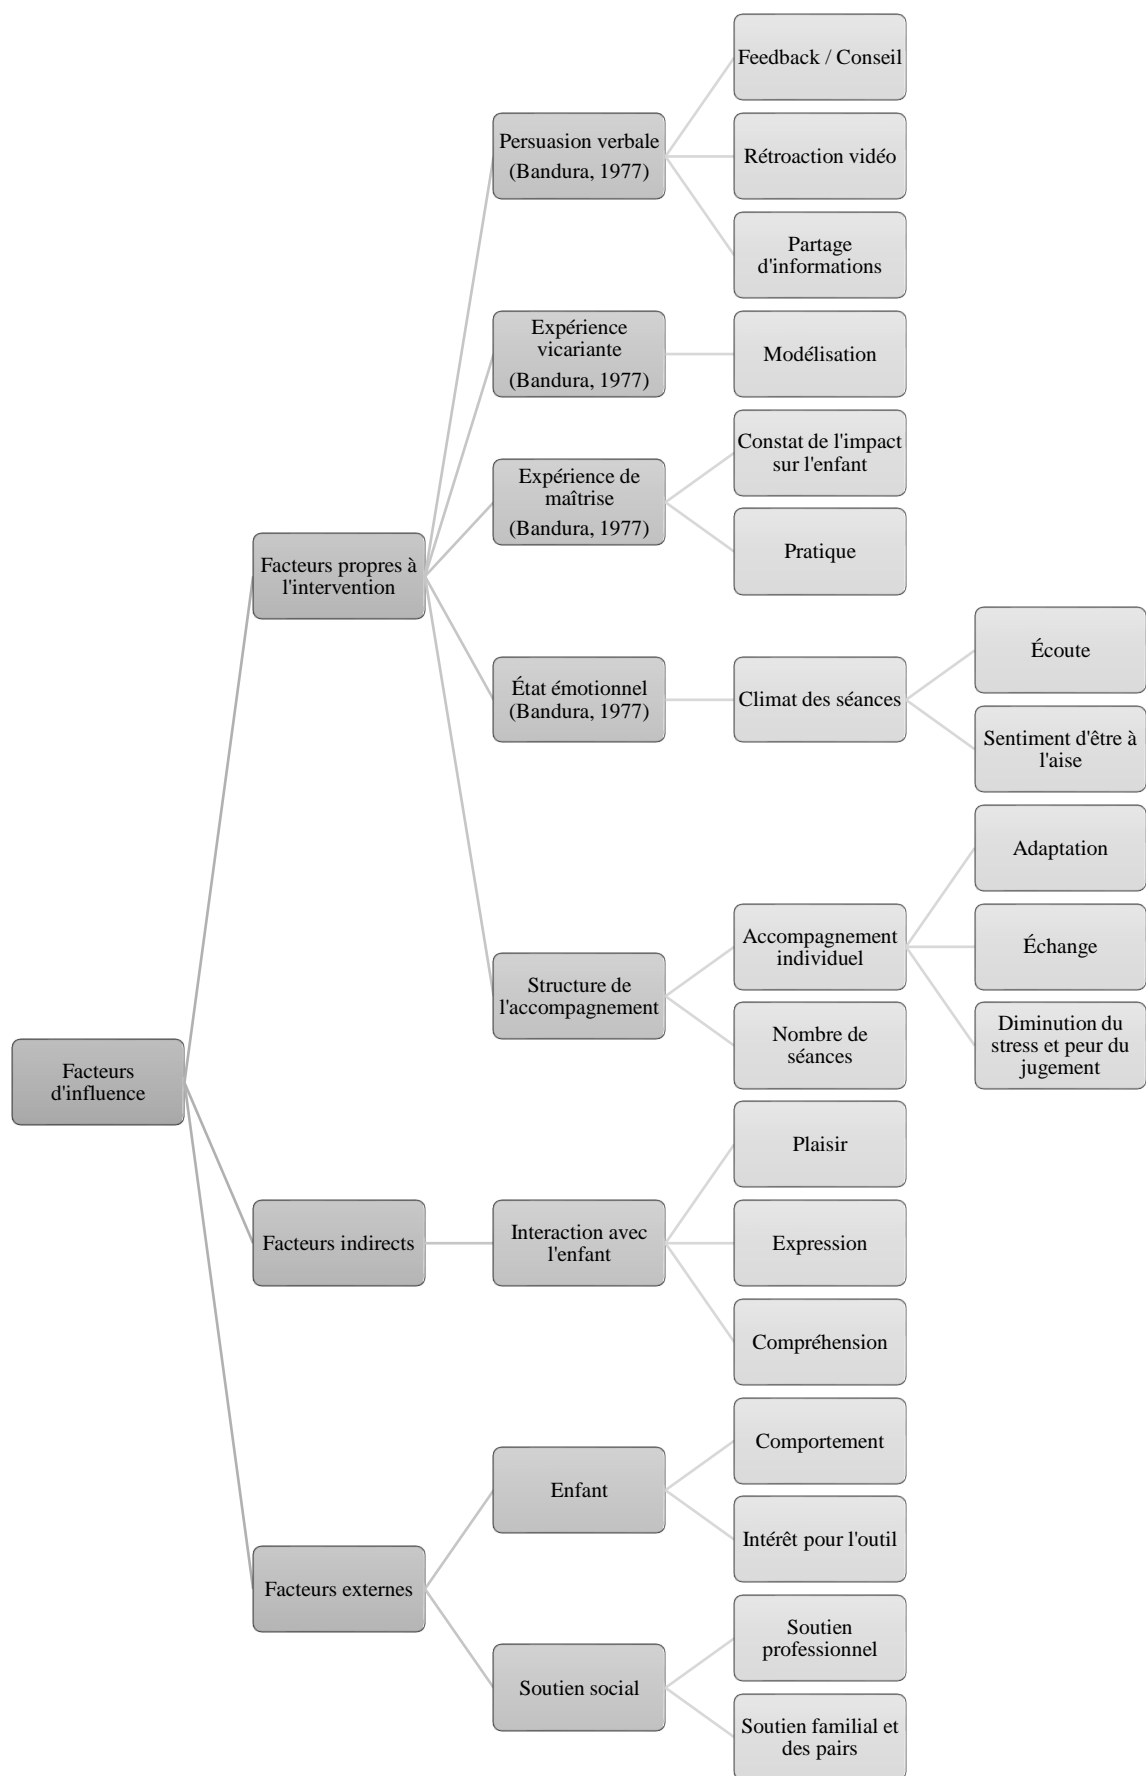 Feedback / Conseil
Persuasion verbale
(Bandura, 1977)
Rétroaction vidéo
Partage
d'informations
Expérience
vicariante
(Bandura, 1977)
Modélisation
Constat de l'impact
sur l'enfant
Expérience de
maîtrise
(Bandura, 1977)
Pratique
Facteurs propres à
l'intervention
Écoute
État émotionnel
(Bandura, 1977)
Climat des séances
Sentiment d'être à
l'aise
Adaptation
Accompagnement
individuel
Échange
Structure de
l'accompagnement
Nombre de
séances
Diminution du
stress et peur du
jugement
Facteurs
d'influence
Plaisir
Facteurs indirects
Interaction avec
l'enfant
Expression
Compréhension
Comportement
Enfant
Intérêt pour l'outil
Facteurs externes
Soutien
professionnel
Soutien social
Soutien familial et
des pairs